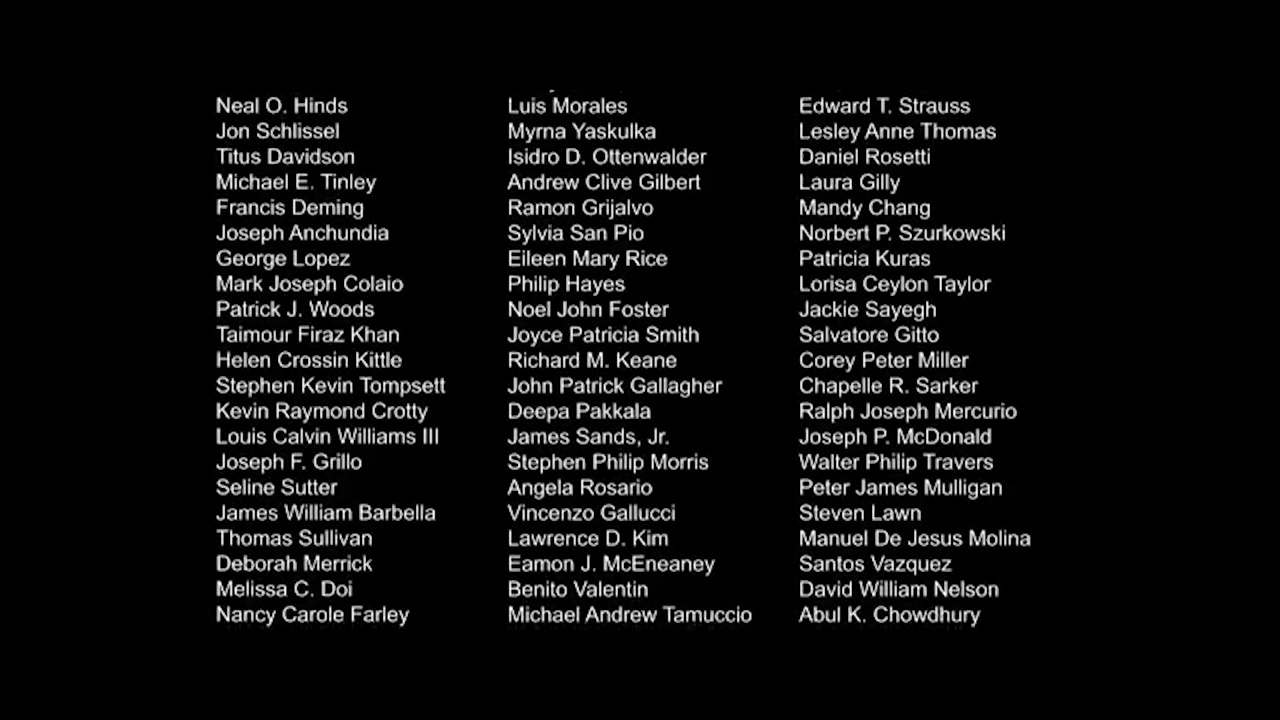 Neal O. Hinds
Jon Schlissel
Titus Davidson
Michael E. Tinley
Francis Deming
Joseph Anchundia
George Lopez
Mark Joseph Colaio
Patrick J. Woods
Taimour Firaz Khan
Helen Crossin Kittle
Stephen Kevin Tompsett
Kevin Raymond Crotty
Louis Calvin Williams III
Joseph F. Grillo
Seline Sutter
James William Barbella
Thomas Sullivan
Deborah Merrick
Melissa C. Doi
Nancy Carole Farley
Luis Morales
Myrna Yaskulka
Isidro D. Ottenwalder
Andrew Clive Gilbert
Ramon Grijalvo
Sylvia San Pio
Eileen Mary Rice
Philip Hayes
Noel John Foster
Joyce Patricia Smith
Richard M. Keane
John Patrick Gallagher
Deepa Pakkala
James Sands, Jr.
Stephen Philip Morris
Angela Rosario
Vincenzo Gallucci
Lawrence D. Kim
Eamon J. McEneaney
Benito Valentin
Michael Andrew Tamuccio
Edward T. Strauss
Lesley Anne Thomas
Daniel Rosetti
Laura Gilly
Mandy Chang
Norbert P. Szurkowski
Patricia Kuras
Lorisa Ceylon Taylor
Jackie Sayegh
Salvatore Gitto
Corey Peter Miller
Chapelle R. Sarker
Ralph Joseph Mercurio
Joseph P. McDonald
Walter Philip Travers
Peter James Mulligan
Steven Lawn
Manuel De Jesus Molina
Santos Vazquez
David William Nelson
Abul K. Chowdhury